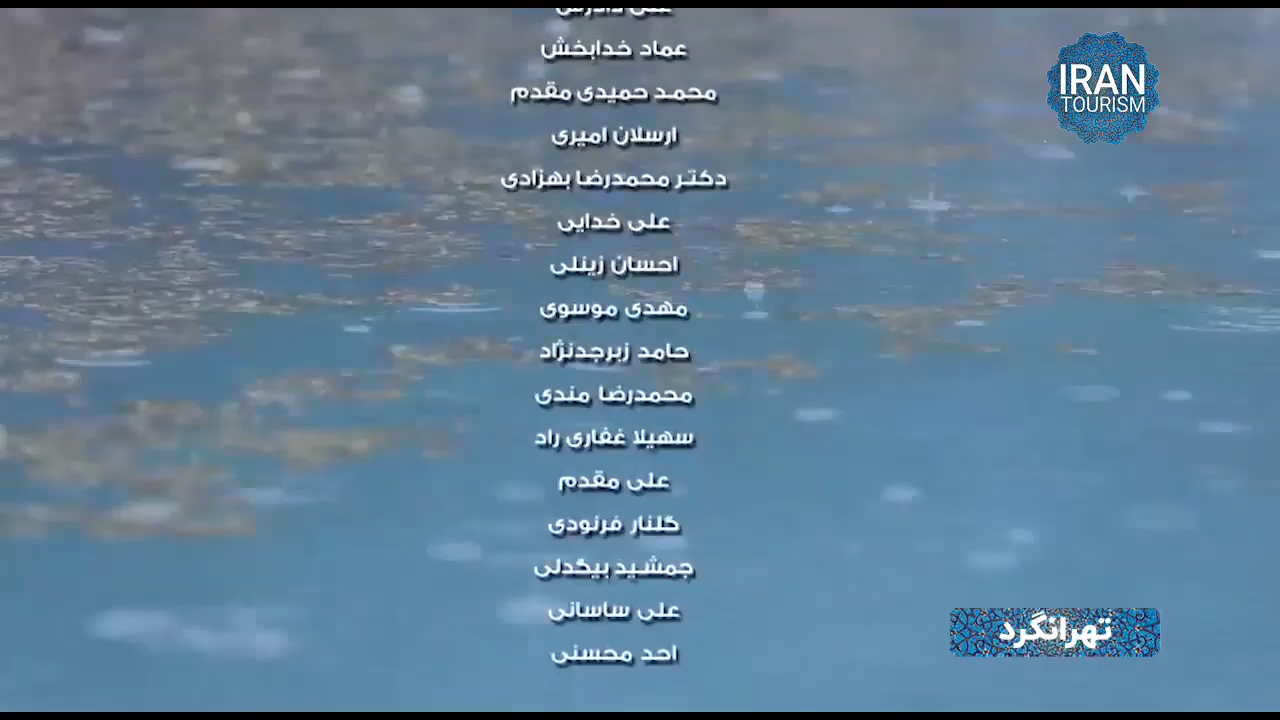 عماد خدابخش
محمد حمیدی مقدم
ارسلان امیری
دکتر محمدرضا بهزادی
علی خدایی
احسان زینلی
مهدی موسوی
حامد زبرجدنژاد
محمدرضا مندی
سهیلا غفاری راد
علی مقدم
گلنار فرنودی
جمشید بیگدلی
علی ساسانی
احد محسنی
IRAN
TOURISM
تهرانگرد